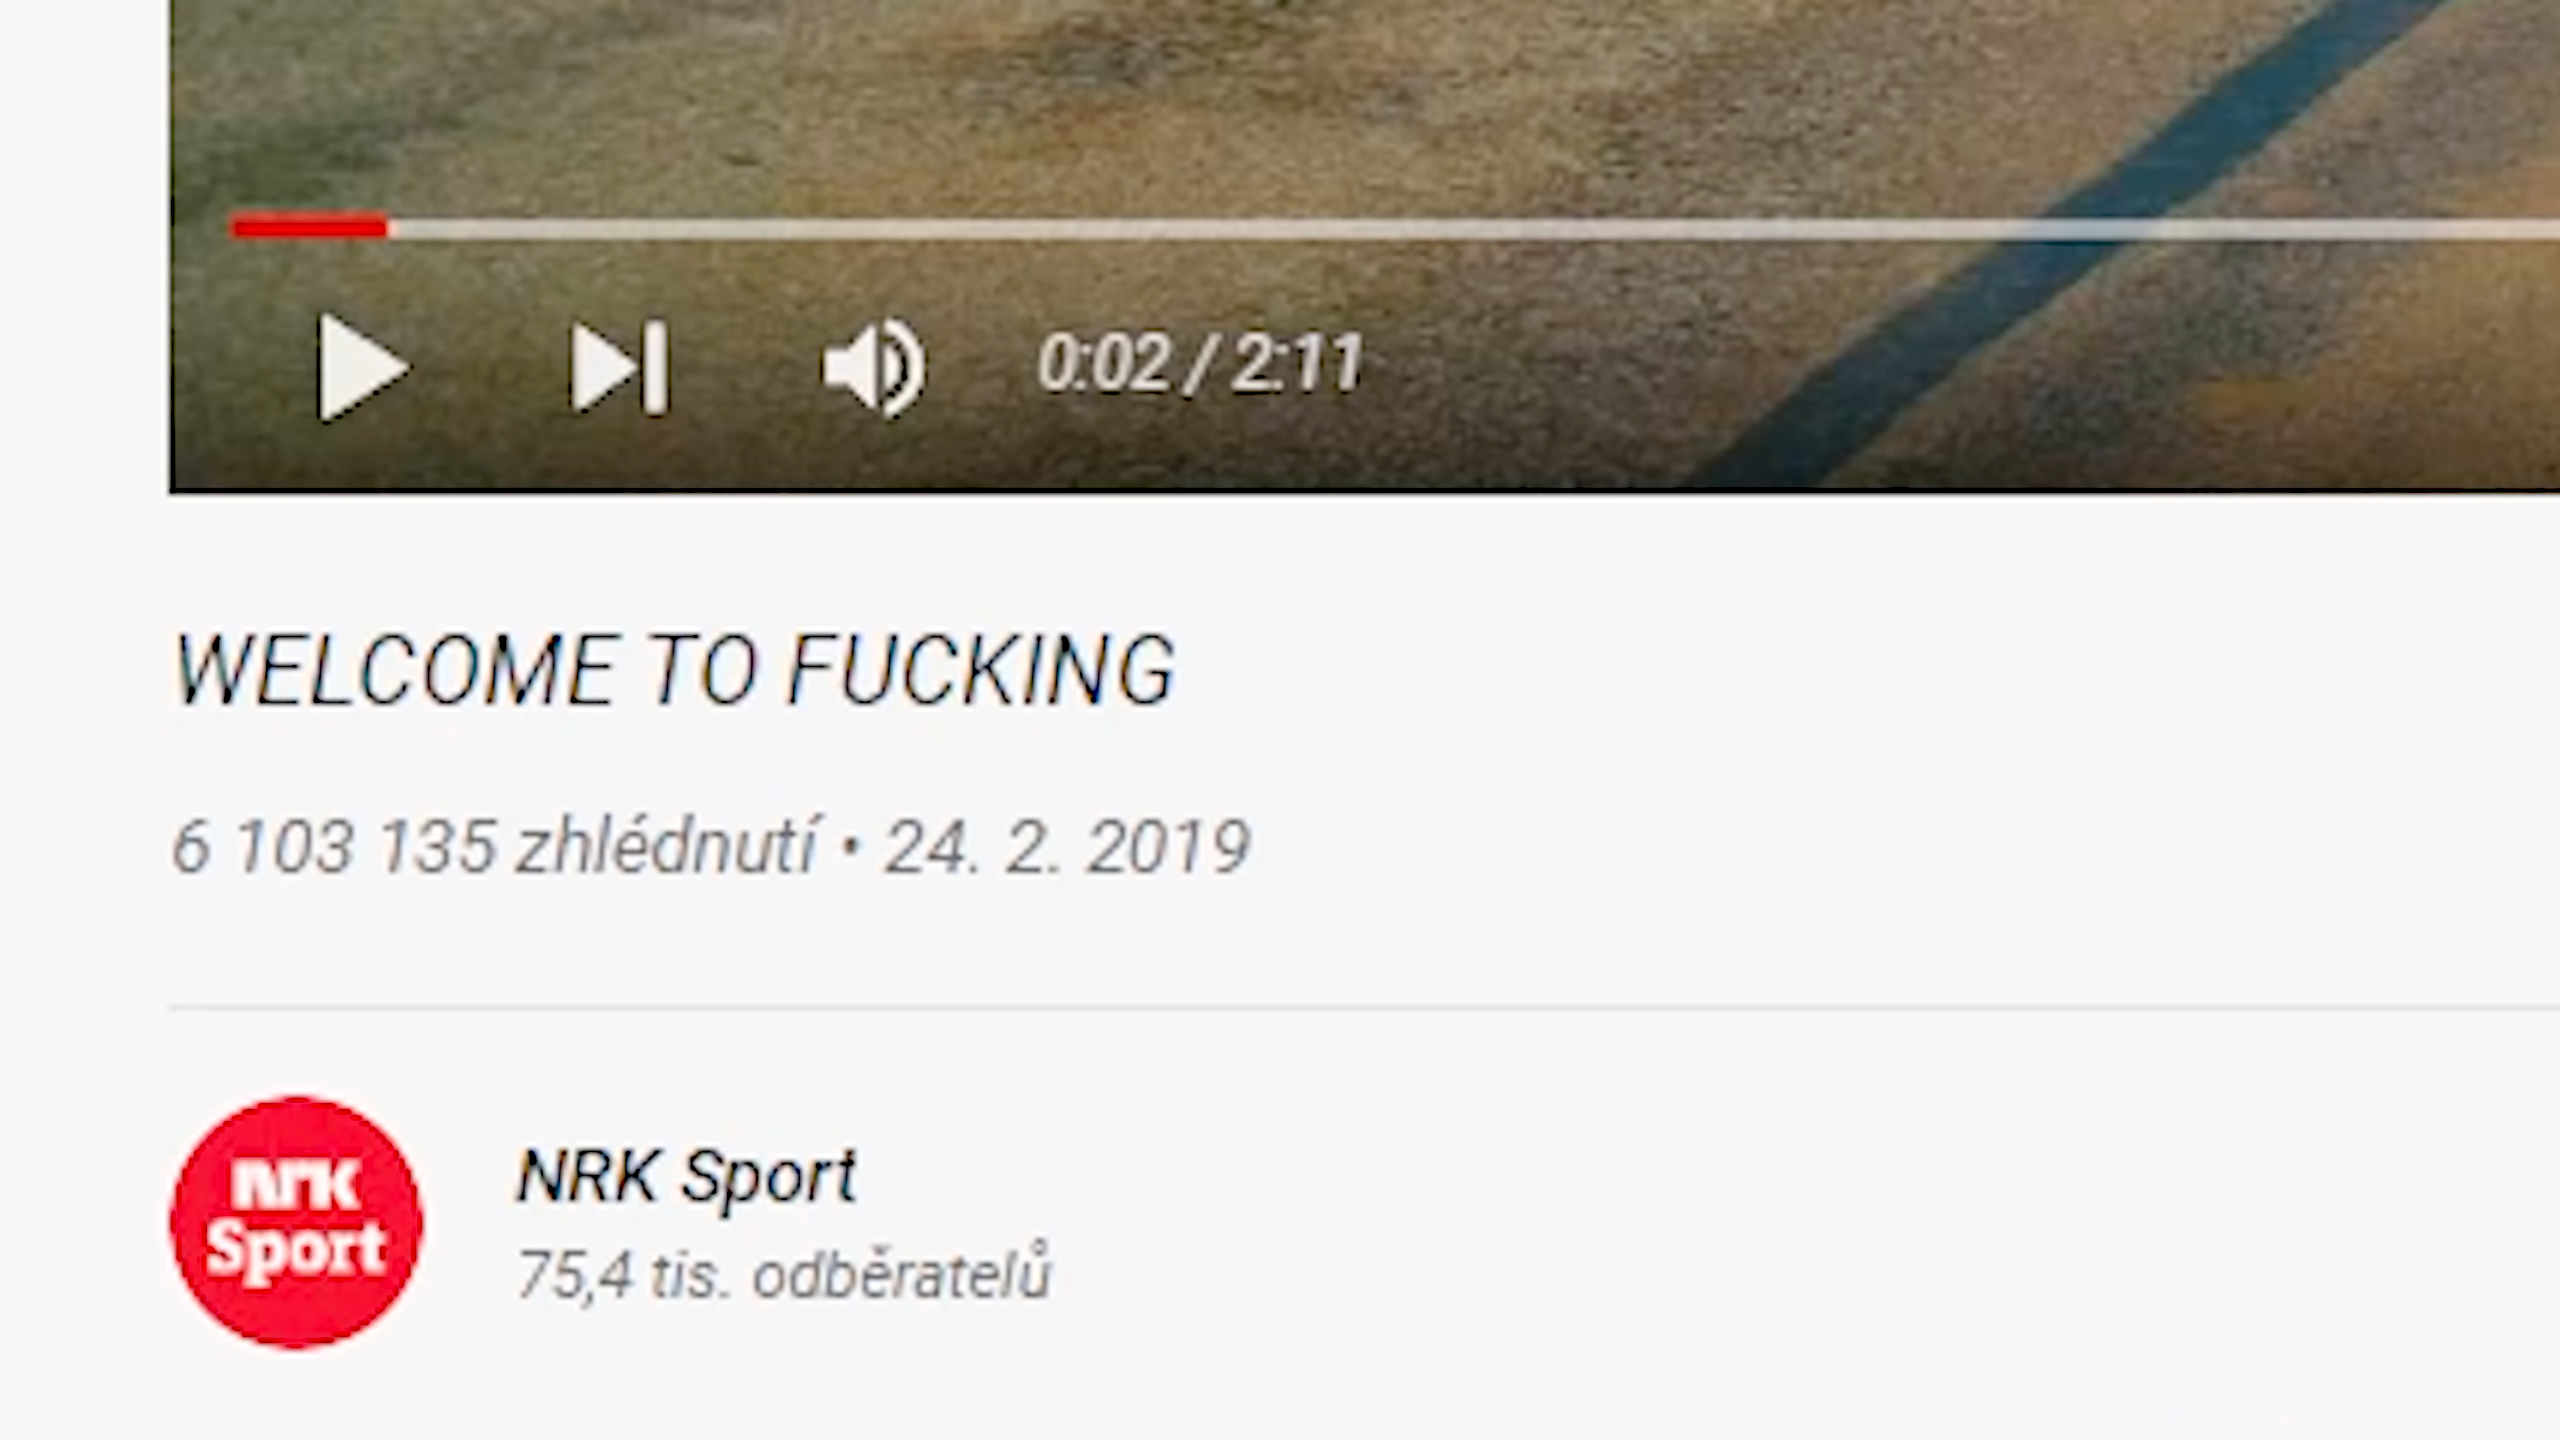 0:02 / 2:11
WELCOME TO FUCKING
6 103 135 zhlédnutí • 24. 2. 2019
NRK
Sport
NRK Sport
75,4 tis. odběratelů